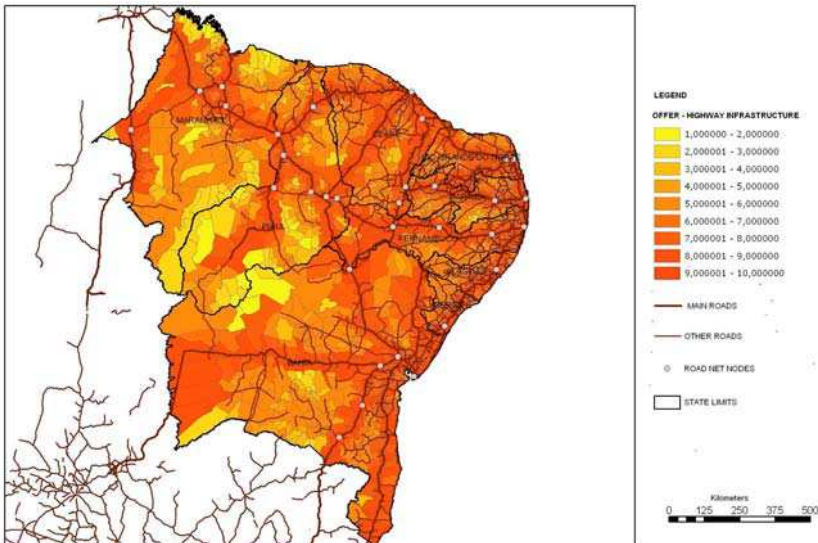 LEGEND
OFFER - HIGHWAY INFRASTRUCTURE
1,000000 - 2,000000
2,000001 - 3,000000
3,000001 - 4,000000
4,000001 - 5,000000
5,000001 - 6,000000
6,000001 - 7,000000
7,000001 - 8,000000
8,000001 - 9,000000
9,000001 - 10,000000
MAIN ROADS
OTHER ROADS
ROAD NET NODES
STATE LIMITS
Kilometers
0 125 250 375 500